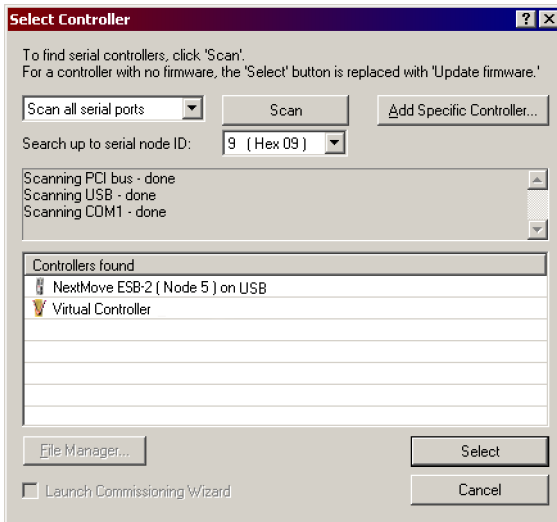 Select Controller
To find serial controllers, click 'Scan'.
For a controller with no firmware, the 'Select' button is replaced with 'Update firmware.'
Scan all serial ports Scan Add Specific Controller...
Search up to serial node ID: 9 ( Hex 09 )
Scanning PCI bus - done
Scanning USB - done
Scanning COM1 - done
Controllers found
NextMove ESB-2 ( Node 5 ) on USB
Virtual Controller
File Manager... Select
Launch Commissioning Wizard Cancel